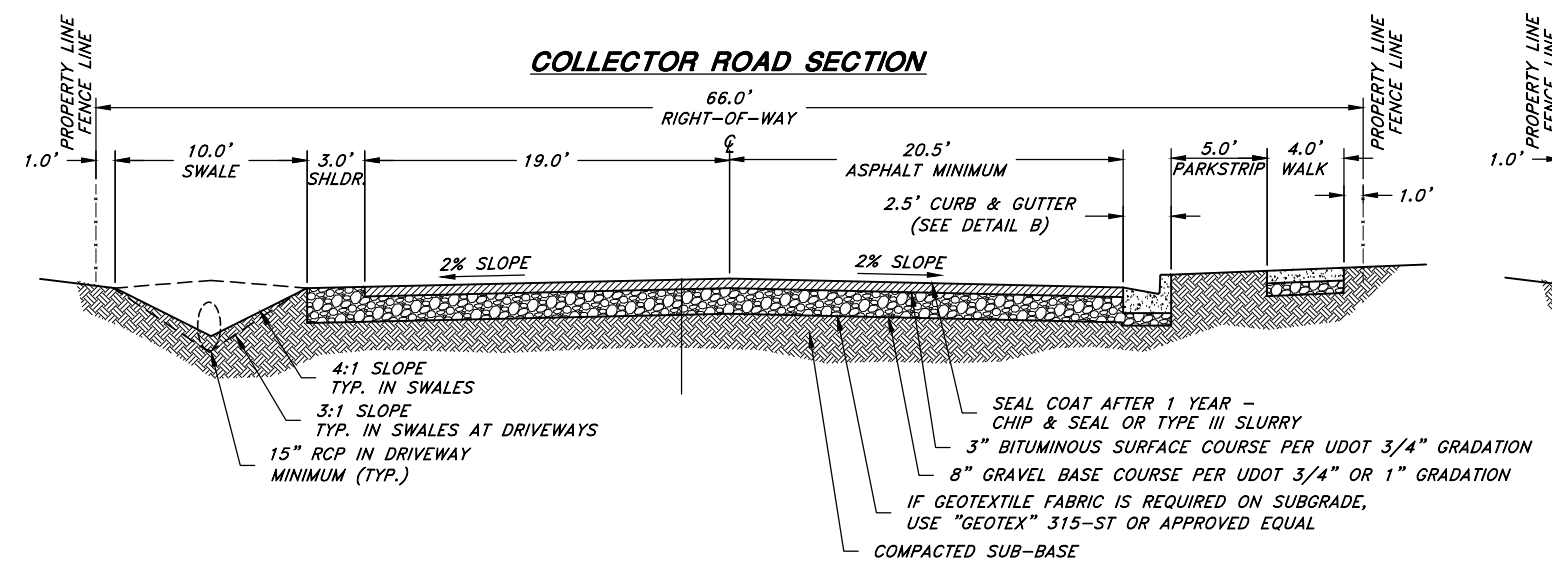 COLLECTOR ROAD SECTION
PROPERTY LINE
FENCE LINE
PROPERTY LINE
FENCE LINE
PROPERTY LINE
FENCE LINE
66.0'
RIGHT-OF-WAY
℄
1.0'
10.0'
SWALE
3.0'
SHLDR.
19.0'
20.5'
ASPHALT MINIMUM
5.0'
PARKSTRIP
4.0'
WALK
1.0'
1.0'
2.5' CURB & GUTTER
(SEE DETAIL B)
2% SLOPE
2% SLOPE
4:1 SLOPE
TYP. IN SWALES
3:1 SLOPE
TYP. IN SWALES AT DRIVEWAYS
15" RCP IN DRIVEWAY
MINIMUM (TYP.)
SEAL COAT AFTER 1 YEAR -
CHIP & SEAL OR TYPE III SLURRY
3" BITUMINOUS SURFACE COURSE PER UDOT 3/4" GRADATION
8" GRAVEL BASE COURSE PER UDOT 3/4" OR 1" GRADATION
IF GEOTEXTILE FABRIC IS REQUIRED ON SUBGRADE,
USE "GEOTEX" 315-ST OR APPROVED EQUAL
COMPACTED SUB-BASE